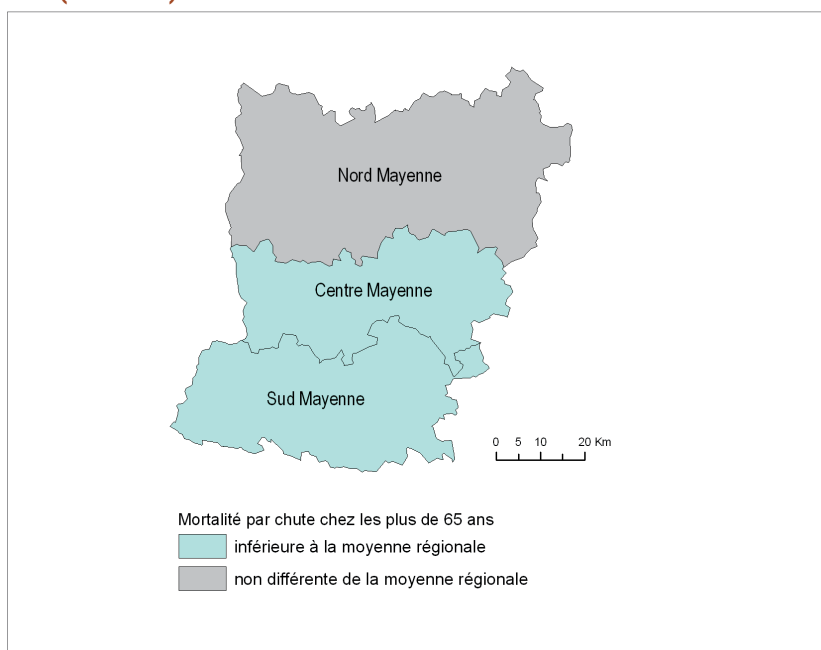 Nord Mayenne
Centre Mayenne
Sud Mayenne
0 5 10 20 Km
Mortalité par chute chez les plus de 65 ans
inférieure à la moyenne régionale
non différente de la moyenne régionale